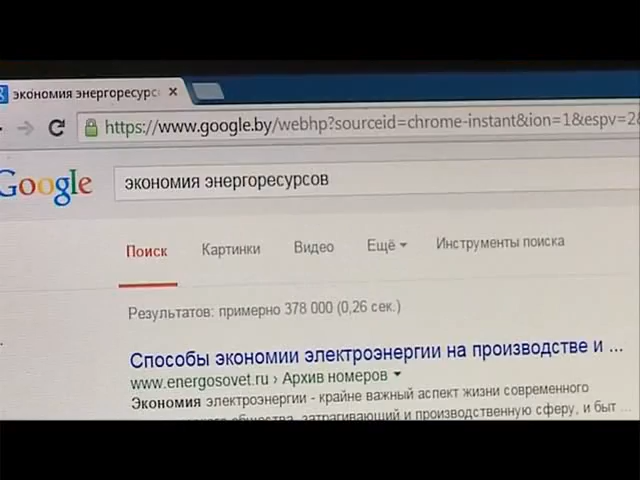 экономия энергоресурс
https://www.google.by/webhp?sourceid=chrome-instant&ion=1&espv=2&
Google
экономия энергоресурсов
Поиск Картинки Видео Ещё Инструменты поиска
Результатов: примерно 378 000 (0,26 сек.)
Способы экономии электроэнергии на производстве и ...
www.energosovet.ru › Архив номеров
Экономия электроэнергии - крайне важный аспект жизни современного
общества, затрагивающий и производственную сферу, и быт ...